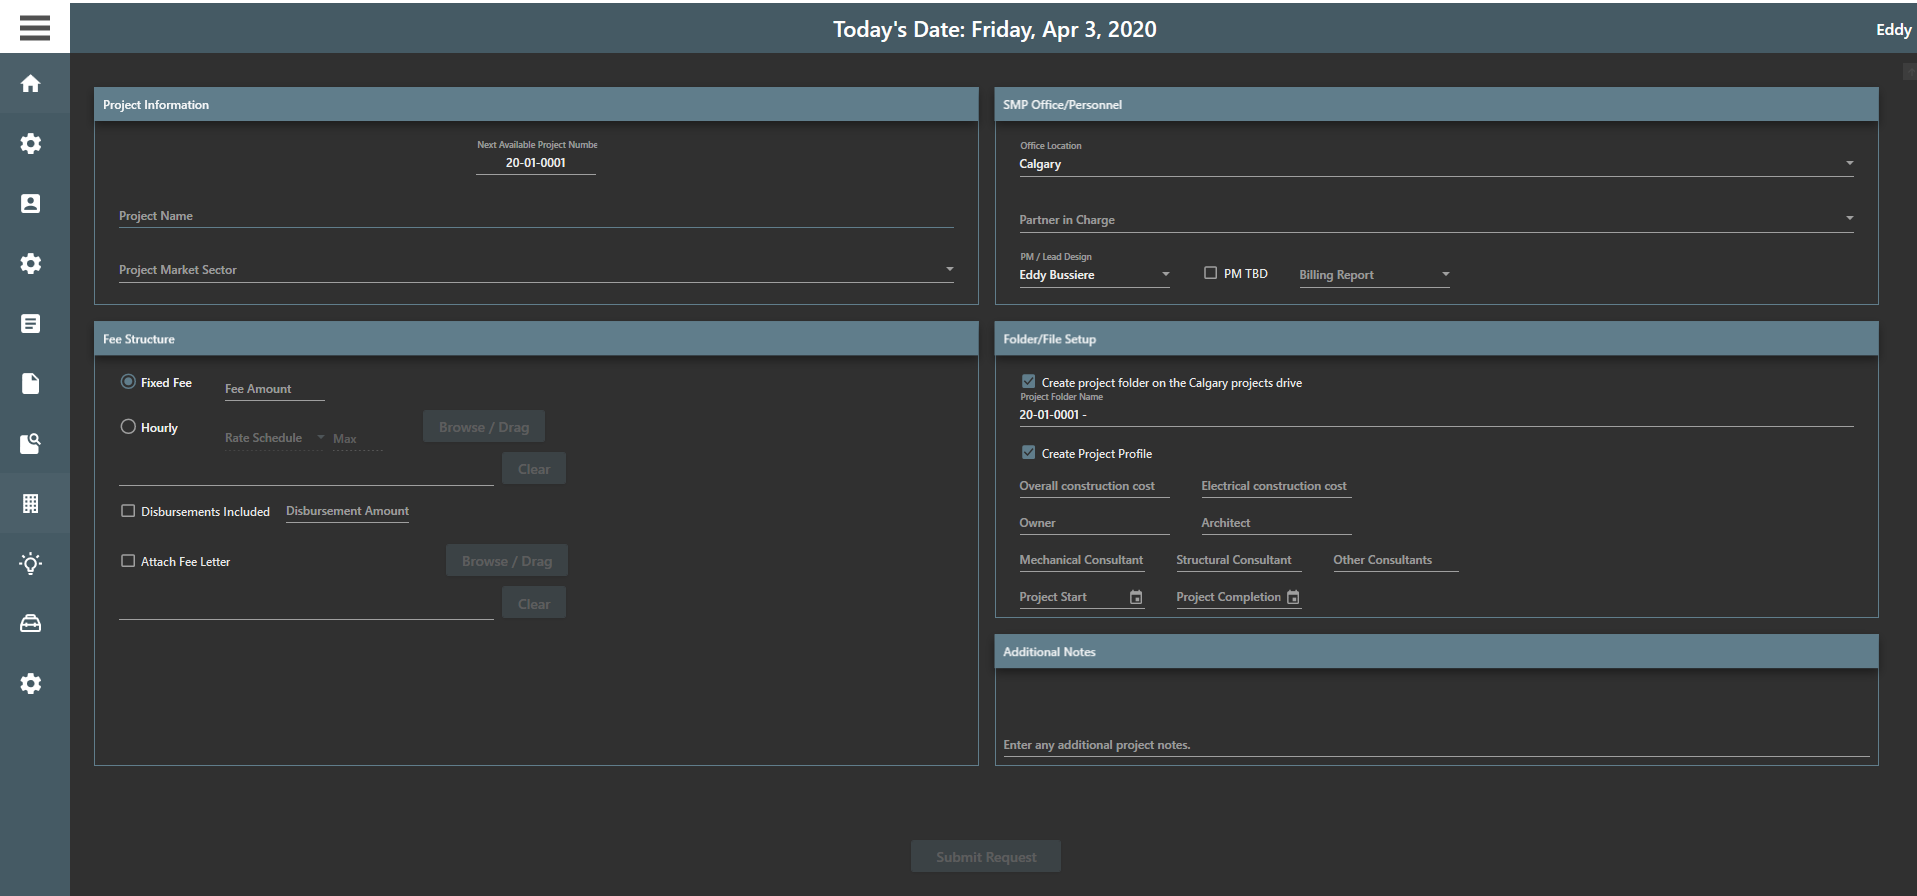 Today's Date: Friday, Apr 3, 2020
Eddy
Project Information
Next Available Project Numbe
20-01-0001
Project Name
Project Market Sector
SMP Office/Personnel
Office Location
Calgary
Partner in Charge
PM / Lead Design
Eddy Bussiere
PM TBD
Billing Report
Fee Structure
Fixed Fee
Fee Amount
Hourly
Rate Schedule
Max
Browse / Drag
Clear
Disbursements Included
Disbursement Amount
Attach Fee Letter
Browse / Drag
Clear
Folder/File Setup
Create project folder on the Calgary projects drive
Project Folder Name
20-01-0001 -
Create Project Profile
Overall construction cost
Electrical construction cost
Owner
Architect
Mechanical Consultant
Structural Consultant
Other Consultants
Project Start
Project Completion
Additional Notes
Enter any additional project notes.
Submit Request